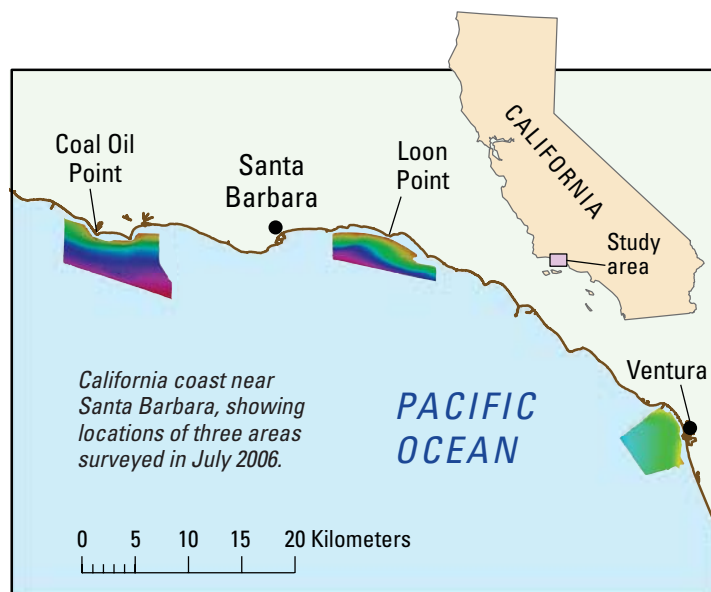 Coal Oil
Point
Santa
Barbara
Loon
Point
CALIFORNIA
Study
area
Ventura
California coast near
Santa Barbara, showing
locations of three areas
surveyed in July 2006.
PACIFIC
OCEAN
0 5 10 15 20 Kilometers